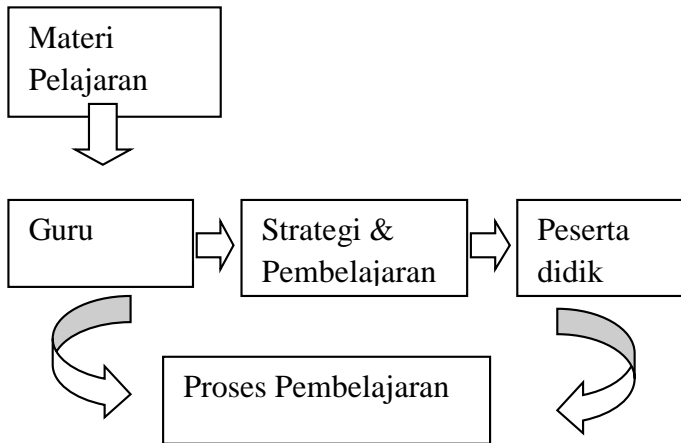 Materi
Pelajaran
Guru
Strategi &
Pembelajaran
Peserta
didik
Proses Pembelajaran